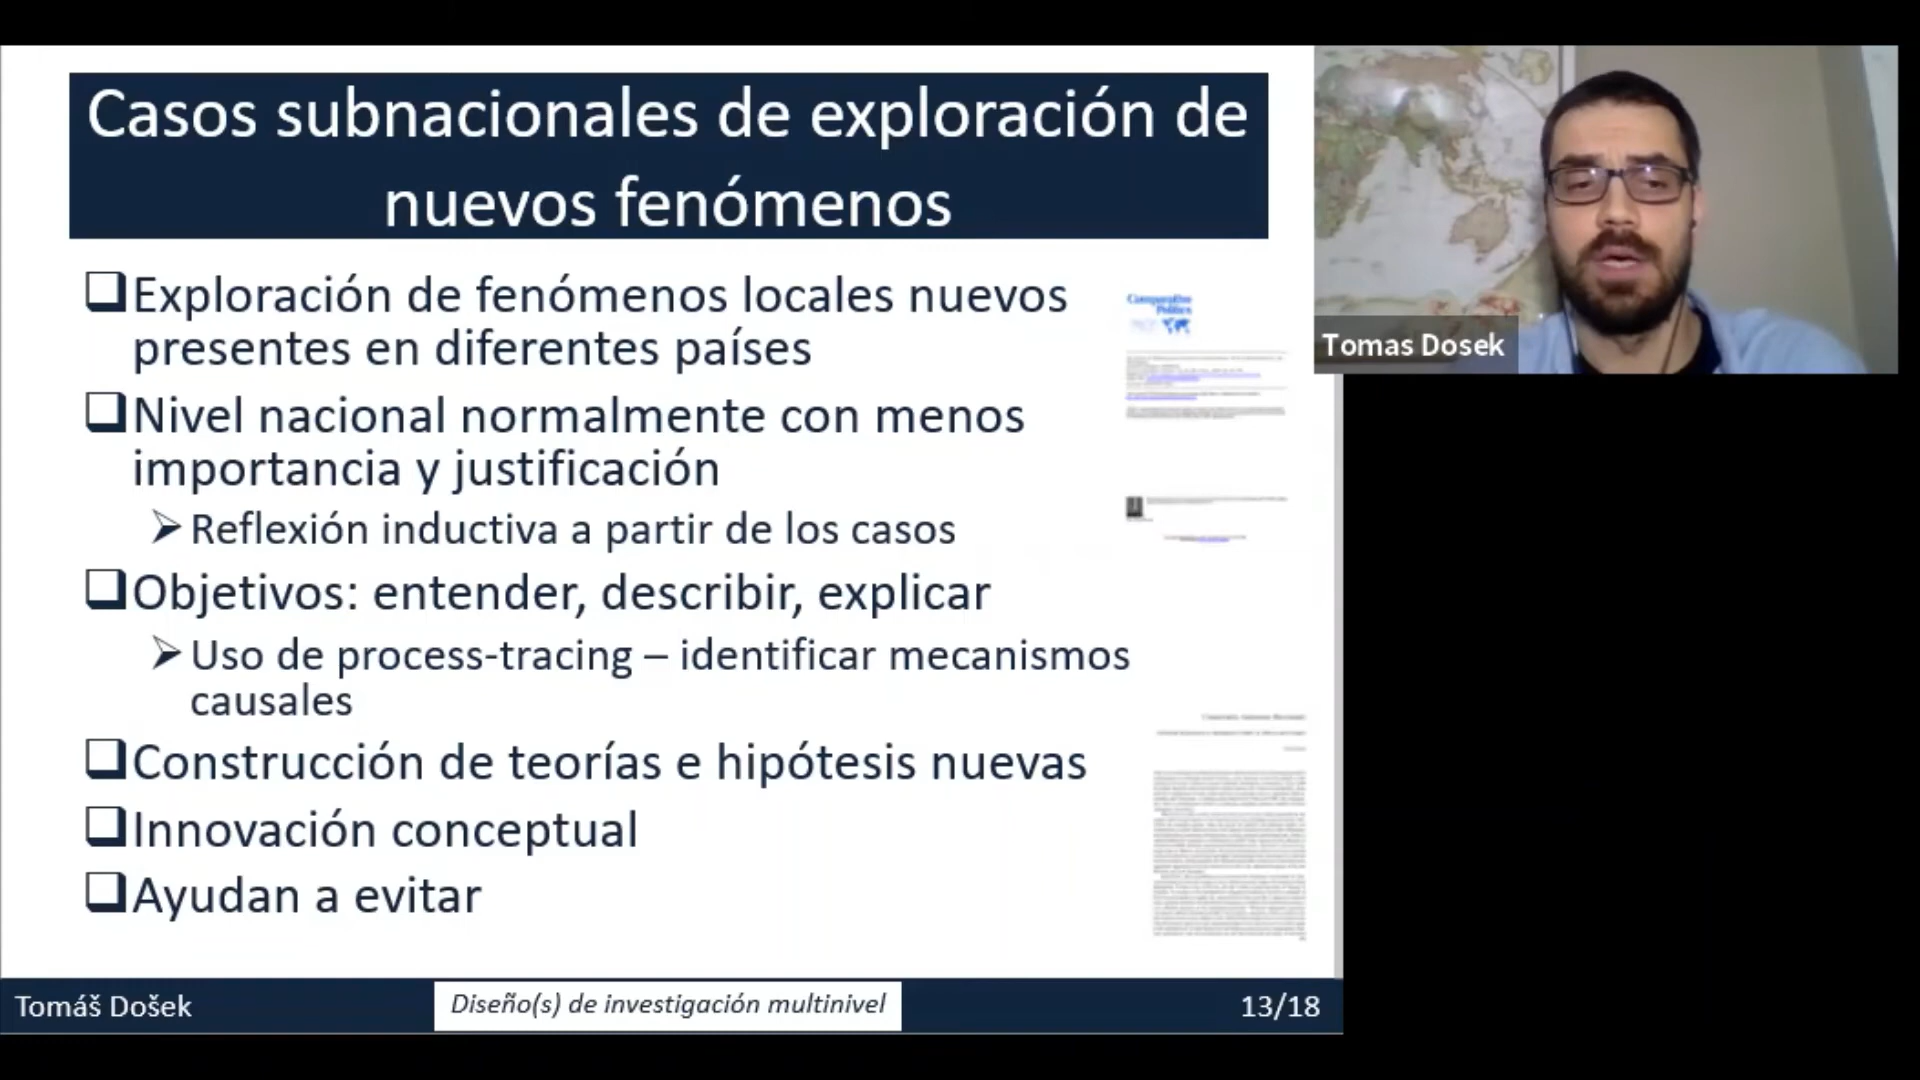 Casos subnacionales de exploración de
nuevos fenómenos
Exploración de fenómenos locales nuevos
presentes en diferentes países
Nivel nacional normalmente con menos
importancia y justificación
Reflexión inductiva a partir de los casos
Objetivos: entender, describir, explicar
Uso de process-tracing – identificar mecanismos
causales
Construcción de teorías e hipótesis nuevas
Innovación conceptual
Ayudan a evitar
Comparative
Politics
Tomas Dosek
Tomáš Došek
Diseño(s) de investigación multinivel
13/18